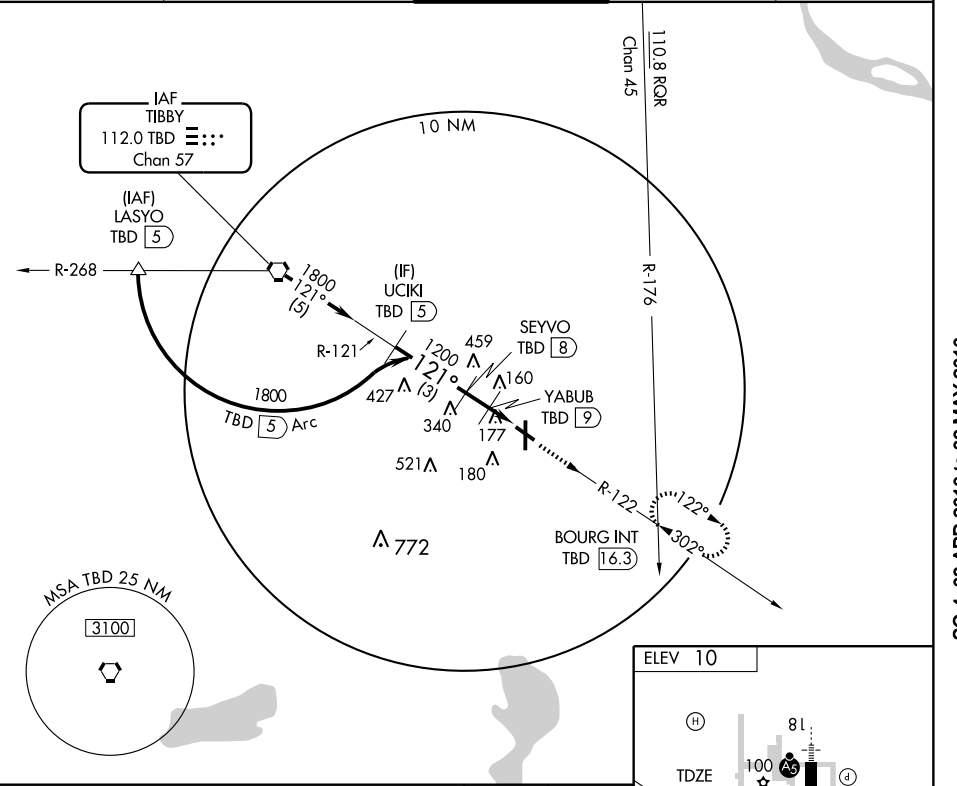 110.8 RQR
Chan 45
IAF
TIBBY
112.0 TBD
Chan 57
10 NM
(IAF)
LASYO
TBD 5
R-268
1800
121°
(5)
(IF)
UCIKI
TBD 5
R-176
R-121
SEYVO
TBD 8
459
1200
121°
(3)
160
427
YABUB
TBD 9
1800
TBD 5 Arc
340
177
521
180
R-122
122°
302°
BOURG INT
TBD 16.3
772
MSA TBD 25 NM
3100
ELEV 10
H
18
TDZE
100
A5
P